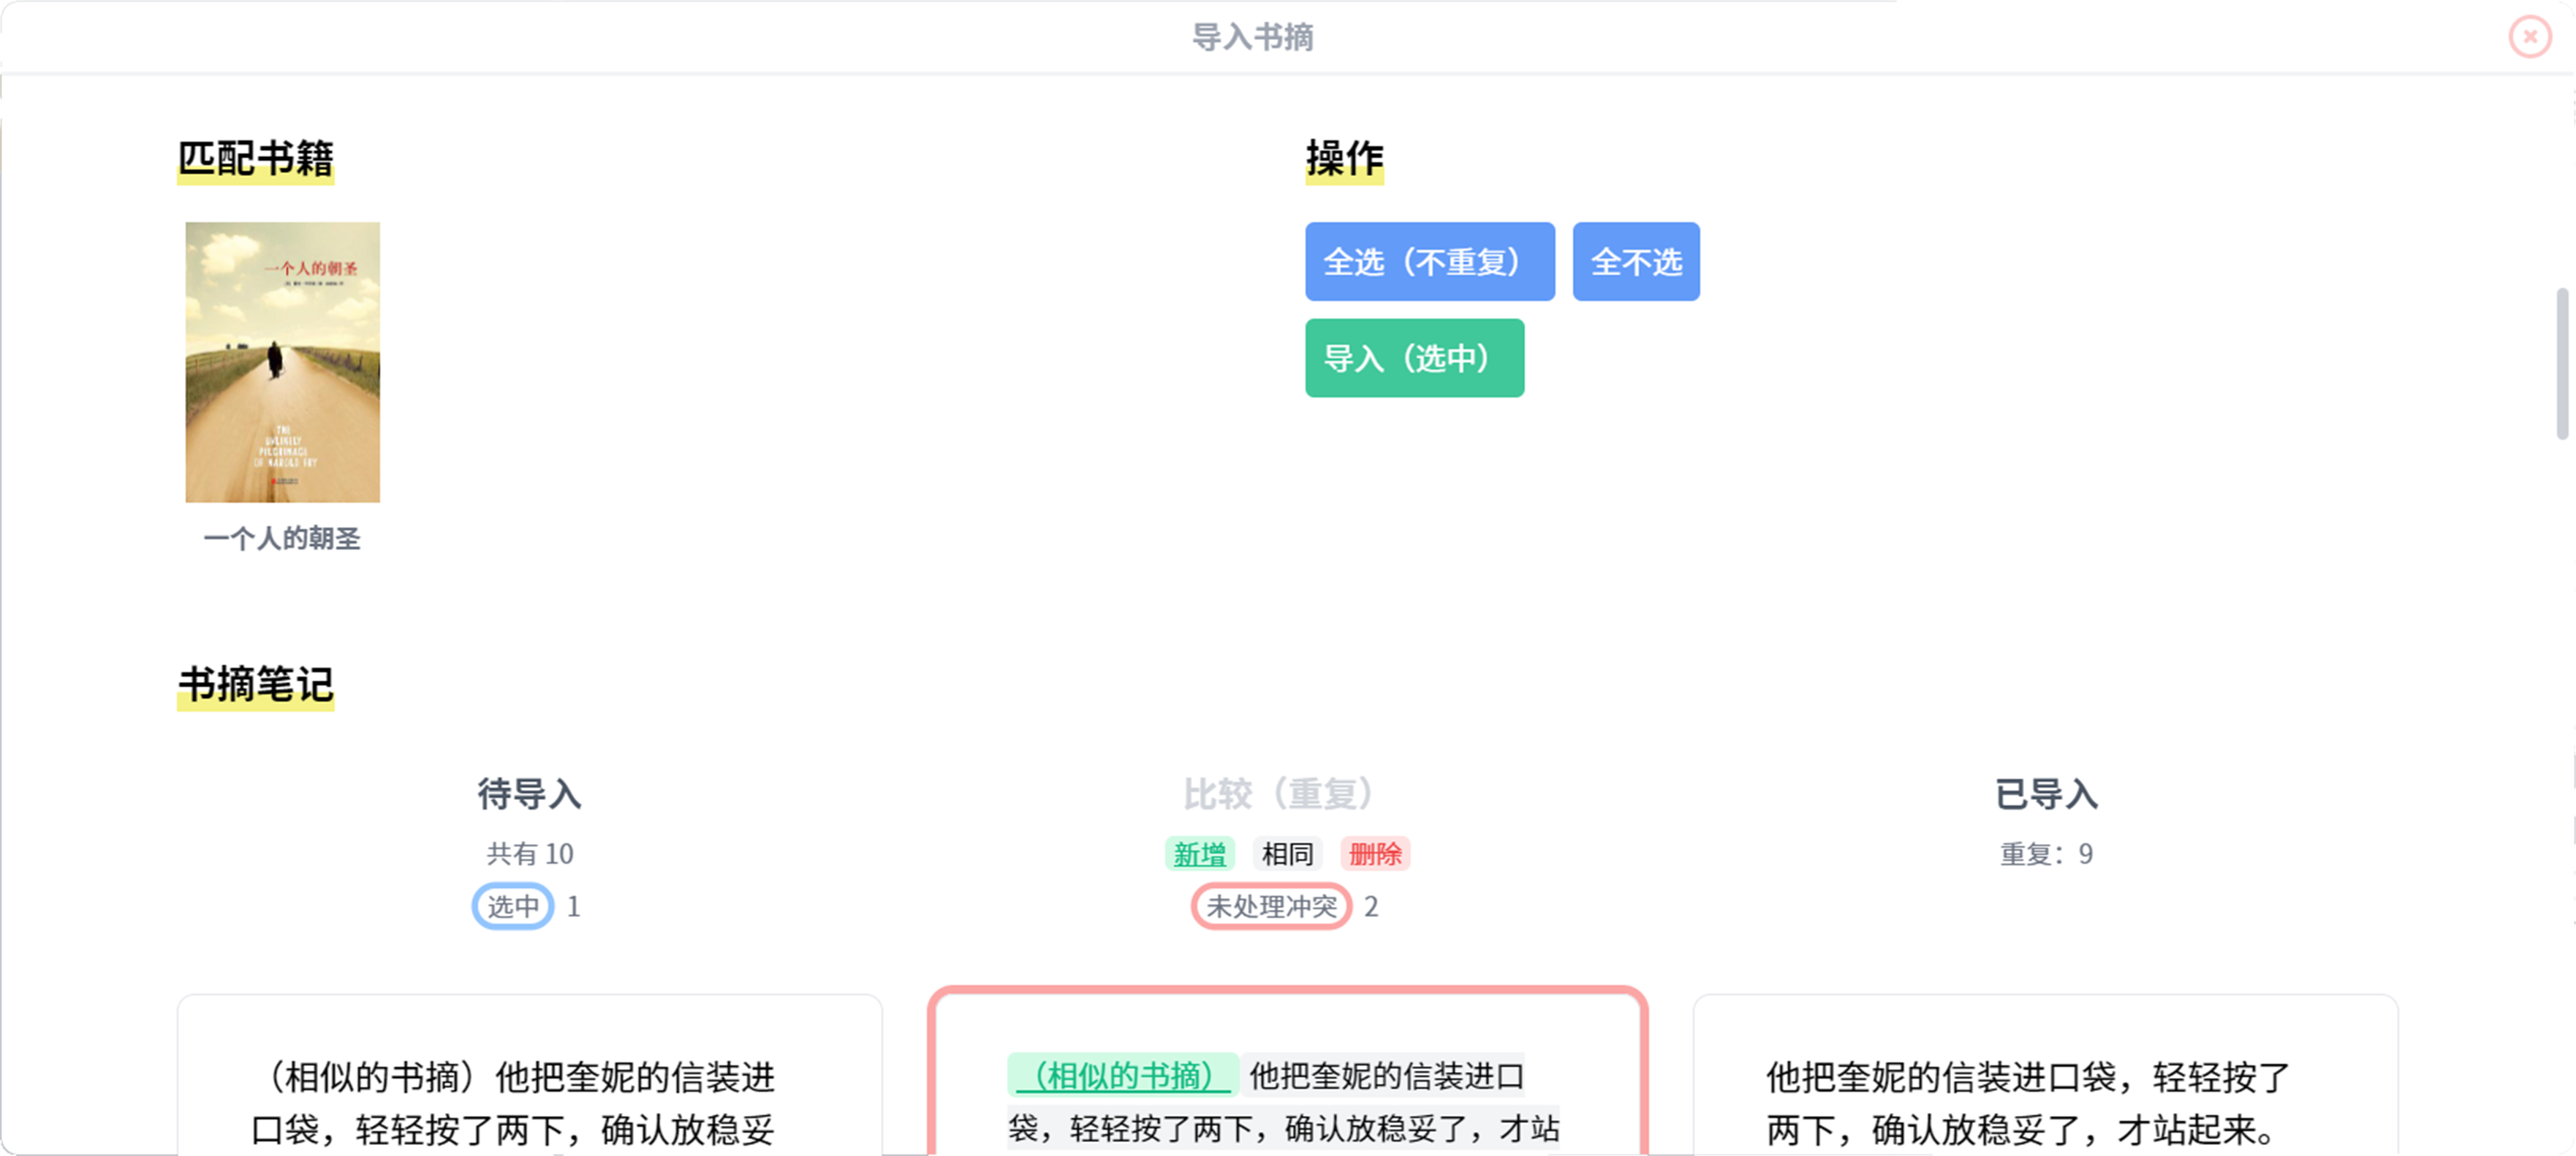 导入书摘
匹配书籍
操作
一个人的朝圣
THE
UNLIKELY
PILGRIMAGE
OF HAROLD FRY
一个人的朝圣
全选（不重复）
全不选
导入（选中）
书摘笔记
待导入
共有 10
选中 1
比较（重复）
新增 相同 删除
未处理冲突 2
已导入
重复：9
（相似的书摘）他把奎妮的信装进
口袋，轻轻按了两下，确认放稳妥
（相似的书摘） 他把奎妮的信装进口
袋，轻轻按了两下，确认放稳妥了，才站
他把奎妮的信装进口袋，轻轻按了
两下，确认放稳妥了，才站起来。